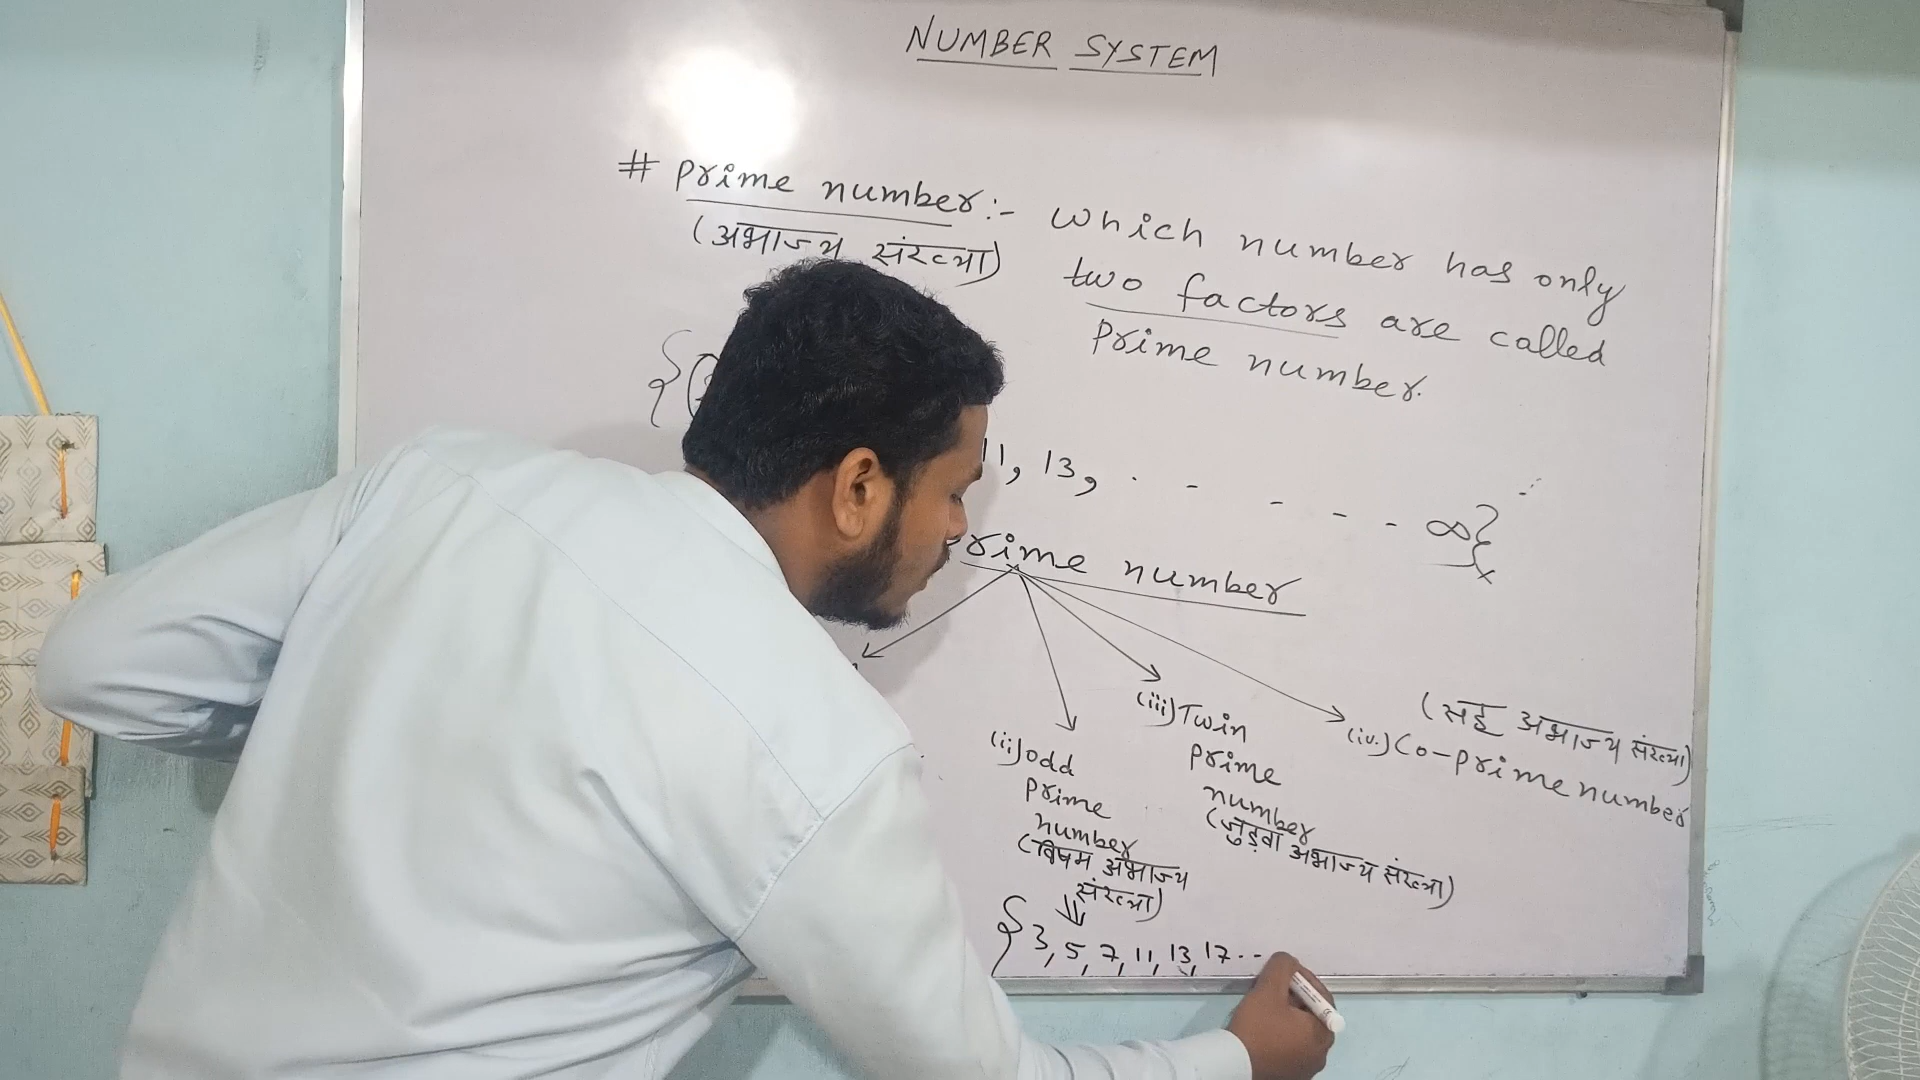 NUMBER SYSTEM
# Prime number:- which number has only
(अभाज्य संख्या)
two factors are called
Prime number.
{
11, 13, . - - - - ∞}
rime number
(ii) odd
prime
number
(विषम अभाज्य
संख्या)
(iii) Twin
prime
number
(जुड़वा अभाज्य संख्या)
(सह अभाज्य संख्या)
(iv.) Co-prime number
{3, 5, 7, 11, 13, 17...